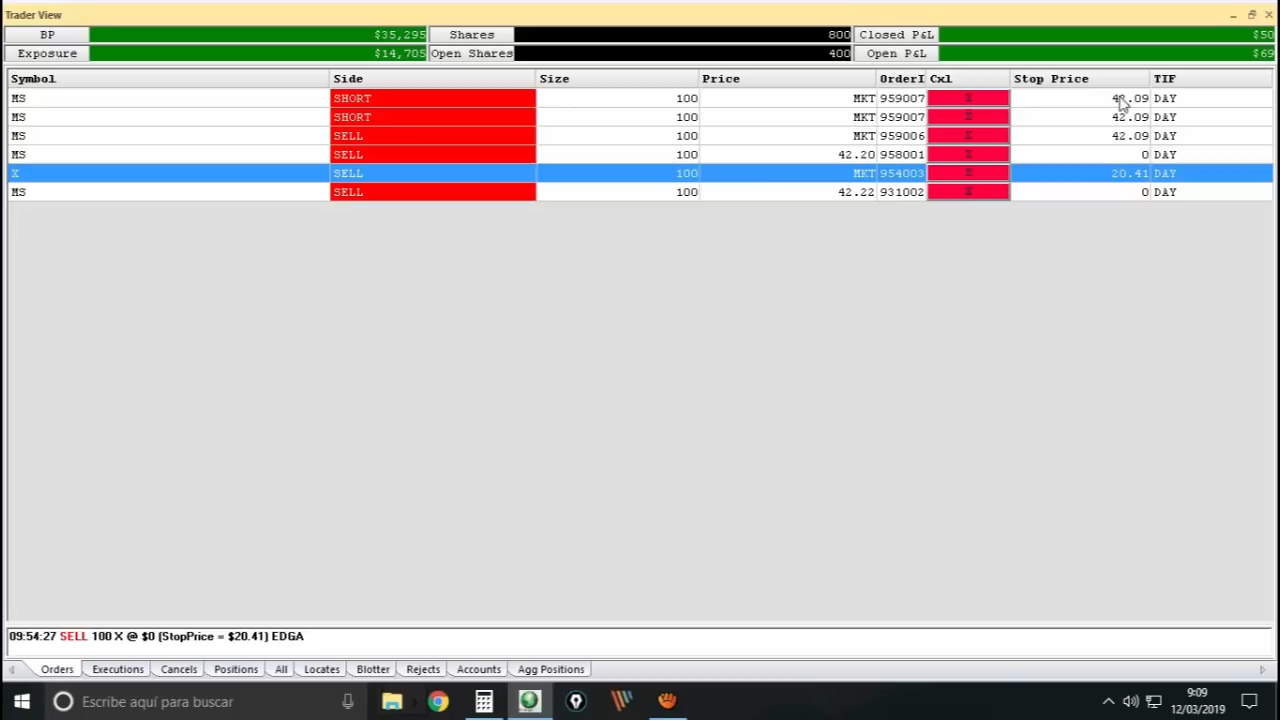 Trader View
BP $35,295 Shares 800 Closed P&L $50
Exposure $14,705 Open Shares 400 Open P&L $69
Symbol Side Size Price OrderI Cxl Stop Price TIF
MS SHORT 100 MKT 959007 X 42.09 DAY
MS SHORT 100 MKT 959007 X 42.09 DAY
MS SELL 100 MKT 959006 X 42.09 DAY
MS SELL 100 42.20 958001 X 0 DAY
X SELL 100 MKT 954003 X 20.41 DAY
MS SELL 100 42.22 931002 X 0 DAY
09:54:27 SELL 100 X @ $0 (StopPrice = $20.41) EDGA
Orders Executions Cancels Positions All Locates Blotter Rejects Accounts Agg Positions
Escribe aquí para buscar
9:09
12/03/2019